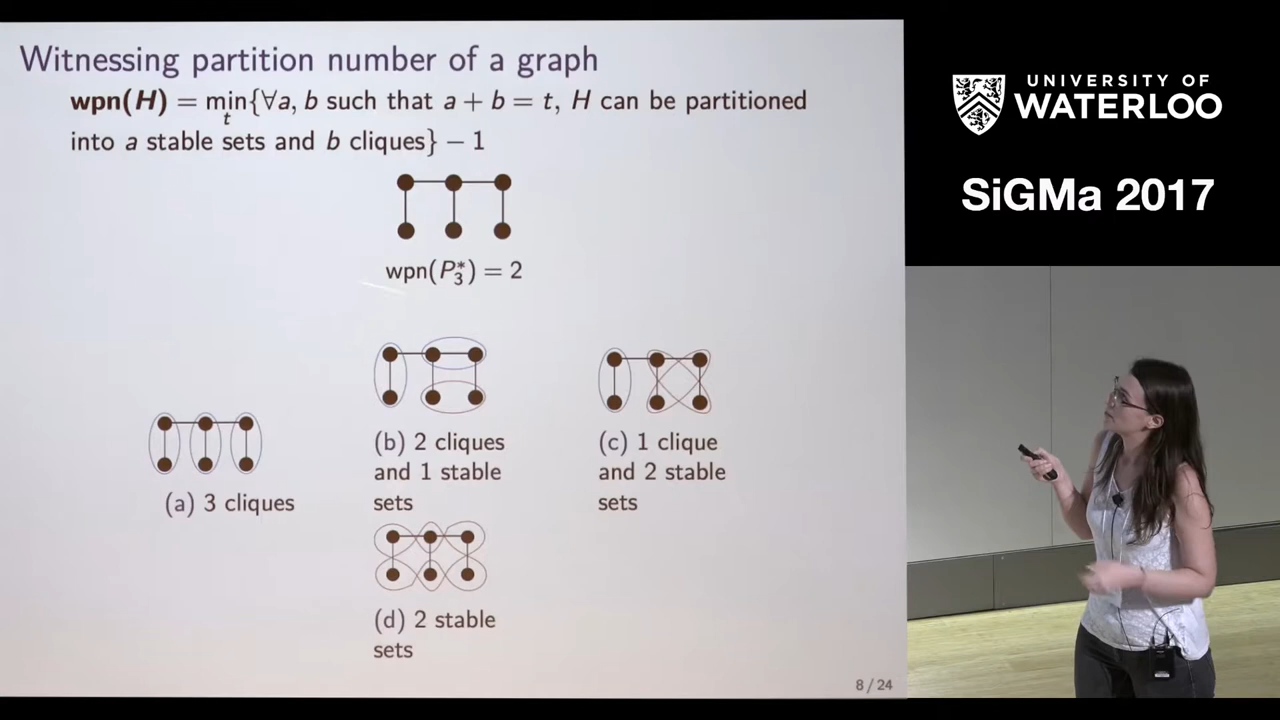 Witnessing partition number of a graph
wpn(H) = min{∀a, b such that a + b = t, H can be partitioned
t
into a stable sets and b cliques} − 1
wpn(P₃*) = 2
(a) 3 cliques
(b) 2 cliques
and 1 stable
sets
(c) 1 clique
and 2 stable
sets
(d) 2 stable
sets
8 / 24
UNIVERSITY OF
WATERLOO
SiGMa 2017